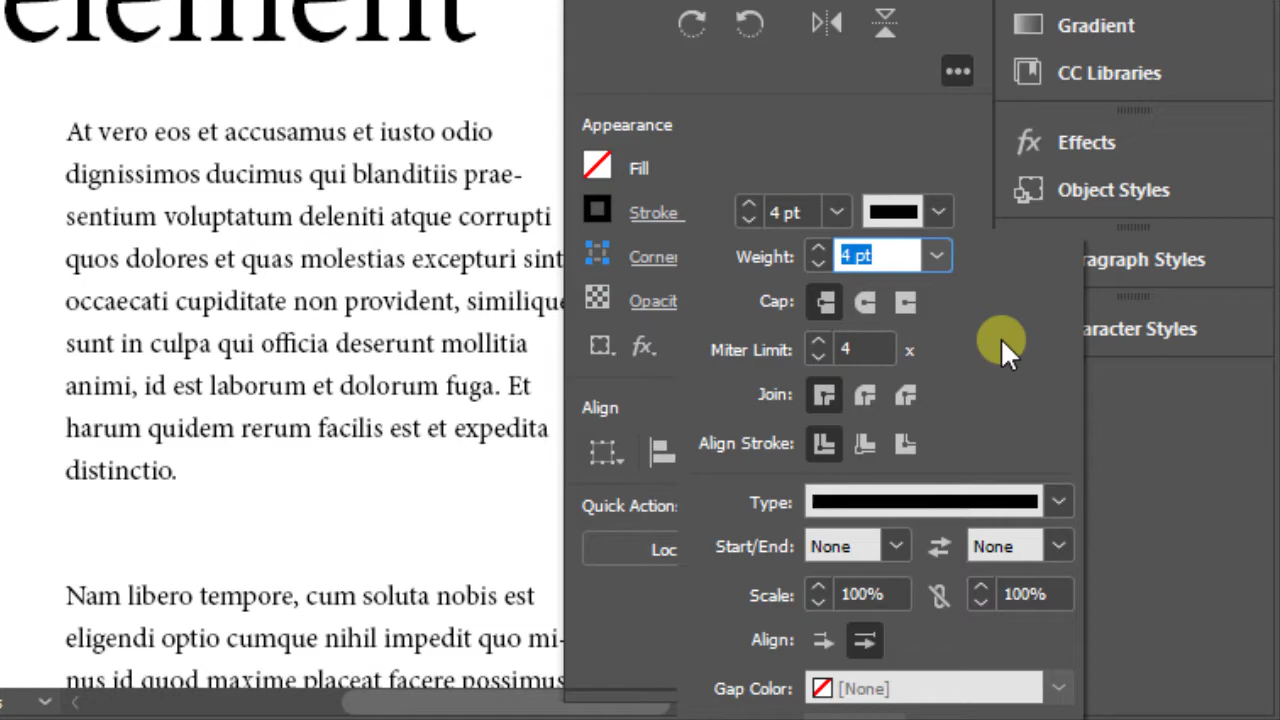 element
At vero eos et accusamus et iusto odio
dignissimos ducimus qui blanditiis prae-
sentium voluptatum deleniti atque corrupti
quos dolores et quas molestias excepturi sint
occaecati cupiditate non provident, similique
sunt in culpa qui officia deserunt mollitia
animi, id est laborum et dolorum fuga. Et
harum quidem rerum facilis est et expedita
distinctio.
Nam libero tempore, cum soluta nobis est
eligendi optio cumque nihil impedit quo mi-
nus id quod maxime placeat facere possimus
Appearance
Fill
Stroke
4 pt
Corner
Weight:
4 pt
Opacit
Cap:
fx.
Miter Limit:
4
x
Join:
Align
Align Stroke:
Quick Action
Type:
Loc
Start/End:
None
None
Scale:
100%
100%
Align:
Gap Color:
[None]
Gradient
CC Libraries
fx
Effects
Object Styles
ragraph Styles
aracter Styles